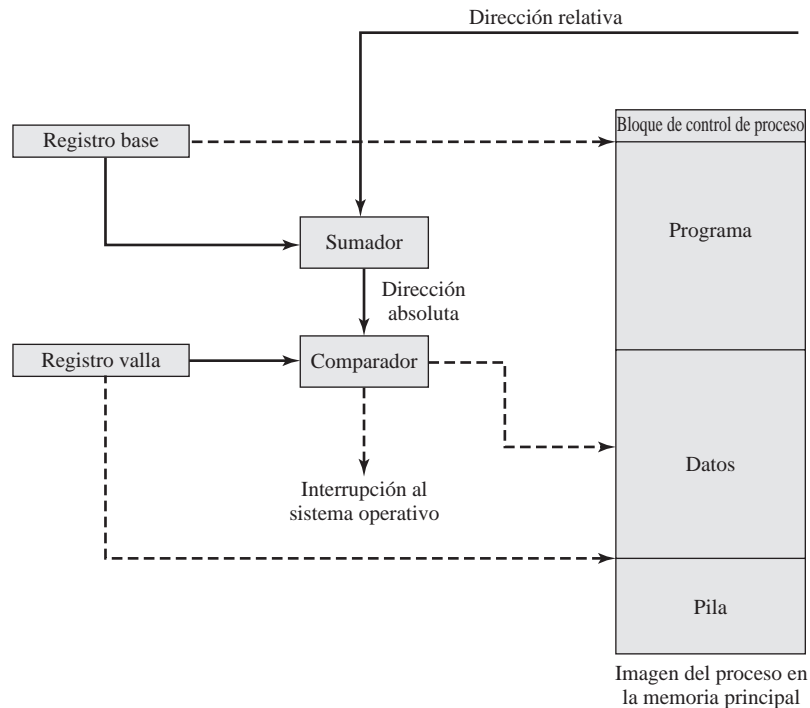 Dirección relativa
Bloque de control de proceso
Registro base
Programa
Sumador
Dirección
absoluta
Registro valla
Comparador
Datos
Interrupción al
sistema operativo
Pila
Imagen del proceso en
la memoria principal